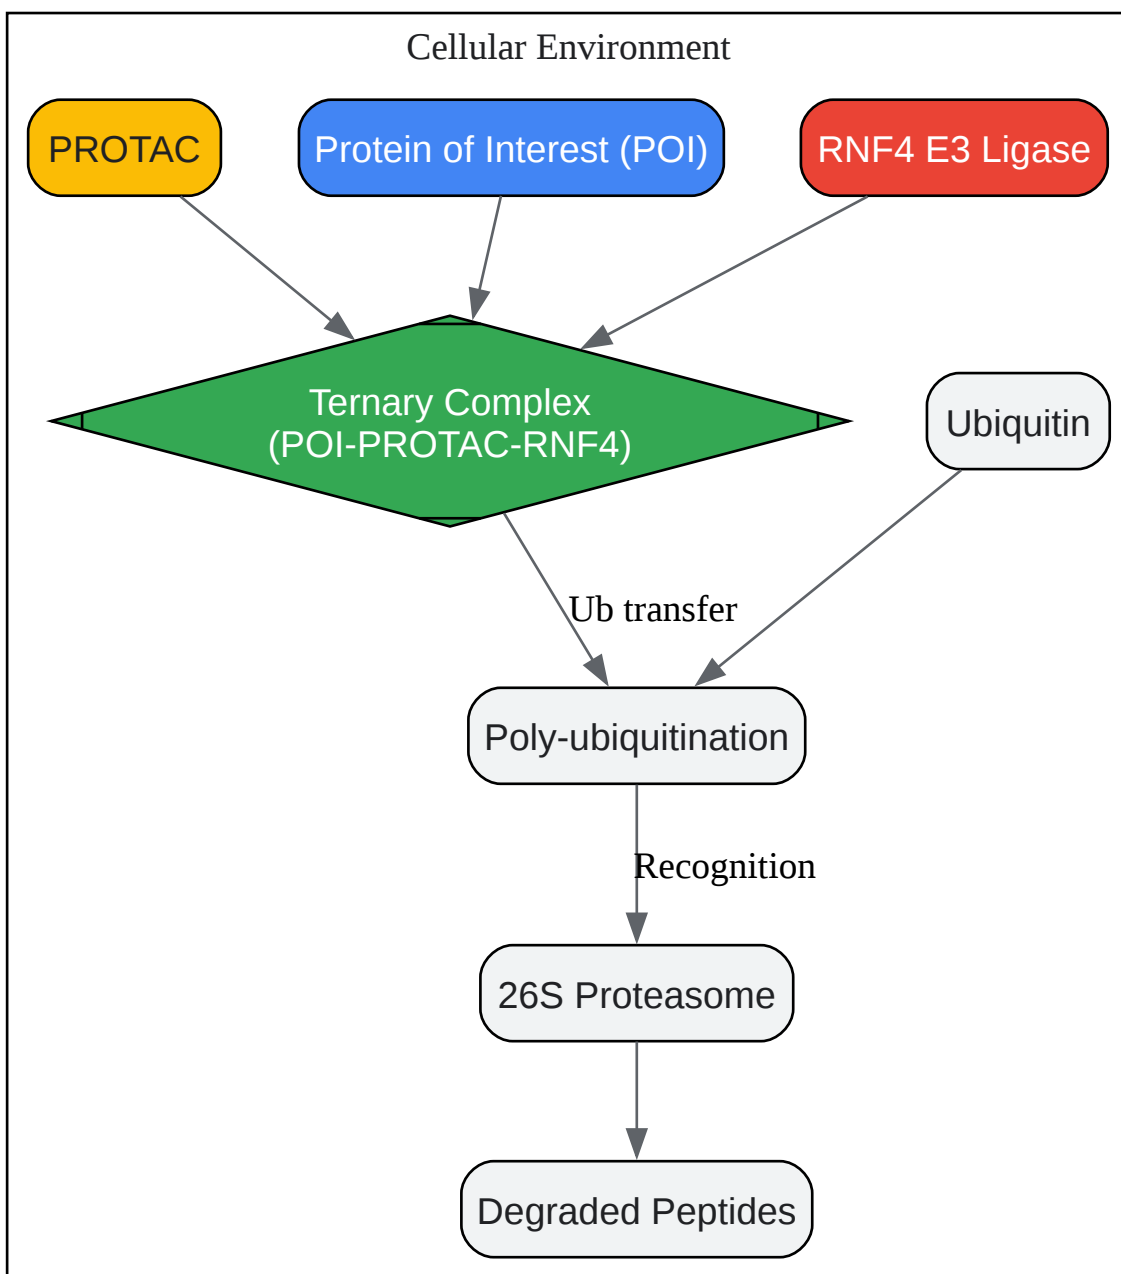 Cellular Environment
PROTAC
Protein of Interest (POI)
RNF4 E3 Ligase
Ternary Complex
(POI-PROTAC-RNF4)
Ubiquitin
Ub transfer
Poly-ubiquitination
Recognition
26S Proteasome
Degraded Peptides